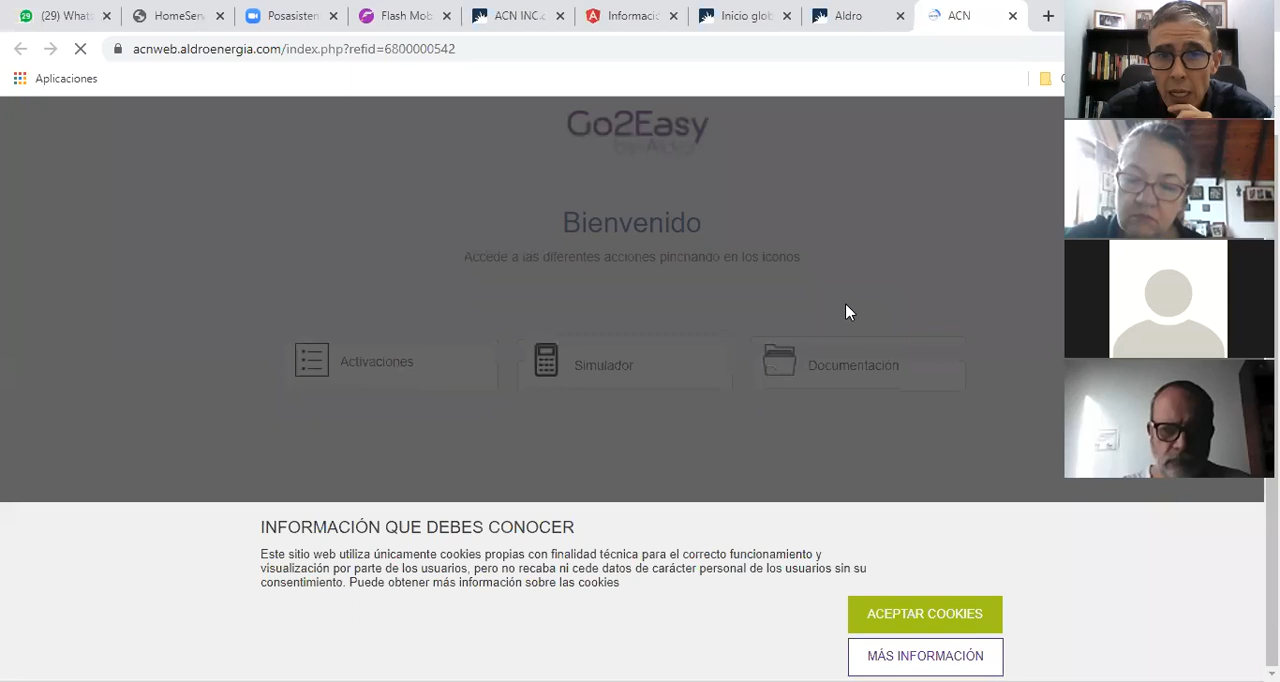 (29) Whats
HomeServ
Posasisten
Flash Mob
ACN INC.c
Informació
Inicio glob
Aldro
ACN
acnweb.aldroenergia.com/index.php?refid=6800000542
Aplicaciones
Go2Easy
Bienvenido
Accede a las diferentes acciones pinchando en los iconos
Activaciones
Simulador
Documentación
INFORMACIÓN QUE DEBES CONOCER
Este sitio web utiliza únicamente cookies propias con finalidad técnica para el correcto funcionamiento y
visualización por parte de los usuarios, pero no recaba ni cede datos de carácter personal de los usuarios sin su
consentimiento. Puede obtener más información sobre las cookies
ACEPTAR COOKIES
MÁS INFORMACIÓN